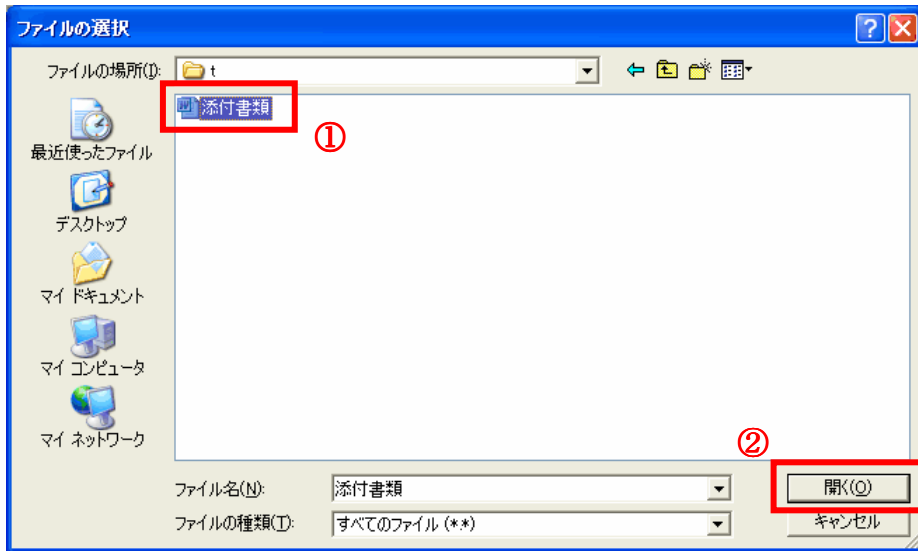 ファイルの選択
ファイルの場所(I):
t
添付書類
①
最近使ったファイル
デスクトップ
マイ ドキュメント
マイ コンピュータ
マイ ネットワーク
②
ファイル名(N):
添付書類
開く(O)
ファイルの種類(T):
すべてのファイル (*.*)
キャンセル